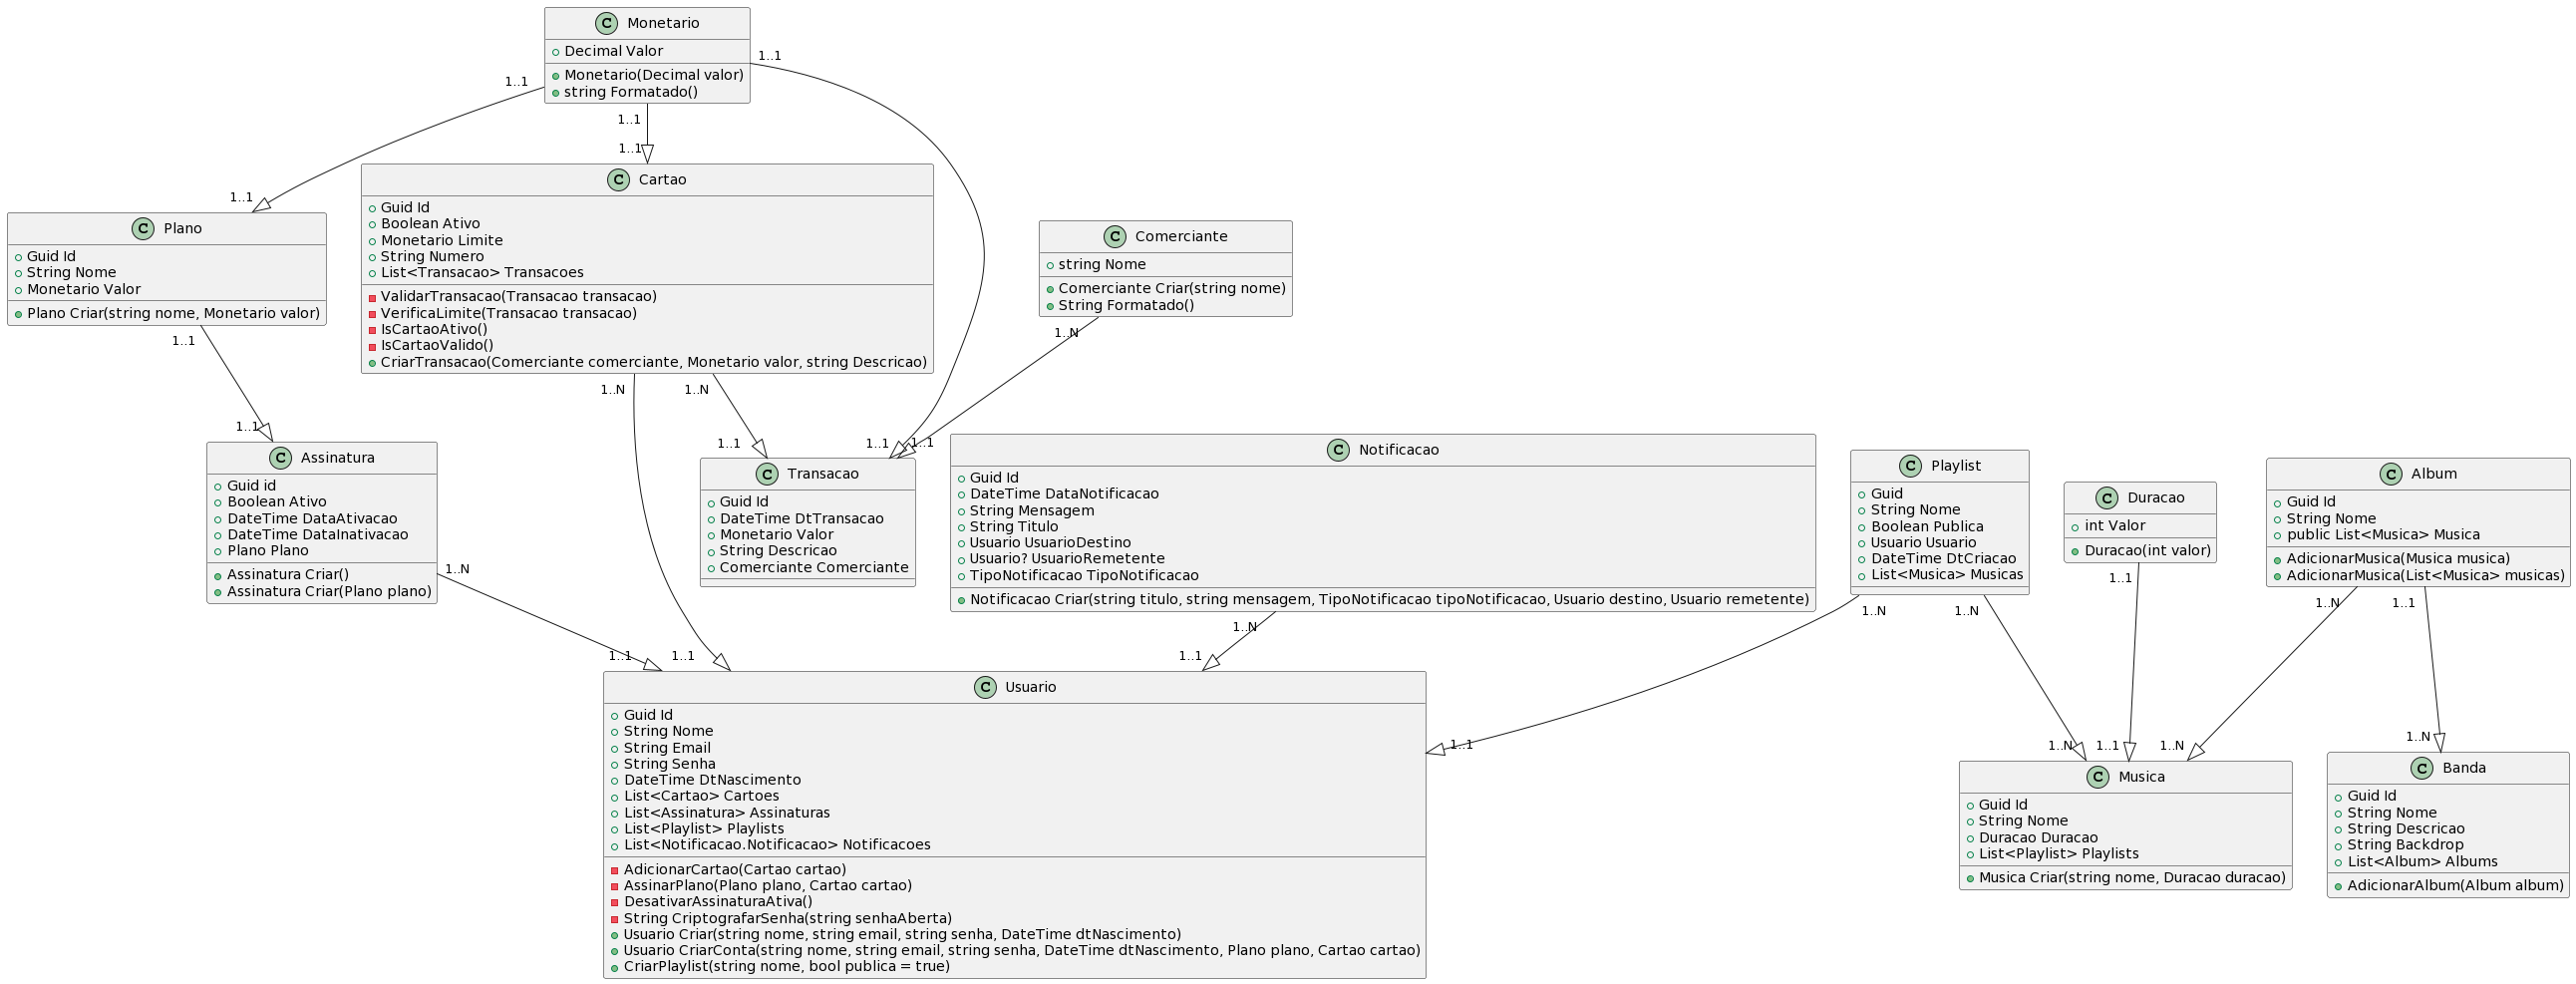 C Monetario
Decimal Valor
Monetario(Decimal valor)
string Formatado()
1..1
1..1
1..1
1..1
1..1
C Cartao
Guid Id
Boolean Ativo
Monetario Limite
String Numero
List<Transacao> Transacoes
ValidarTransacao(Transacao transacao)
VerificaLimite(Transacao transacao)
IsCartaoAtivo()
IsCartaoValido()
CriarTransacao(Comerciante comerciante, Monetario valor, string Descricao)
C Plano
Guid Id
String Nome
Monetario Valor
Plano Criar(string nome, Monetario valor)
C Comerciante
string Nome
Comerciante Criar(string nome)
String Formatado()
1..1
1..N
1..N
1..N
1..1
1..1
1..1
1..1
C Assinatura
Guid id
Boolean Ativo
DateTime DataAtivacao
DateTime DataInativacao
Plano Plano
Assinatura Criar()
Assinatura Criar(Plano plano)
C Transacao
Guid Id
DateTime DtTransacao
Monetario Valor
String Descricao
Comerciante Comerciante
C Notificacao
Guid Id
DateTime DataNotificacao
String Mensagem
String Titulo
Usuario UsuarioDestino
Usuario? UsuarioRemetente
TipoNotificacao TipoNotificacao
Notificacao Criar(string titulo, string mensagem, TipoNotificacao tipoNotificacao, Usuario destino, Usuario remetente)
C Playlist
Guid
String Nome
Boolean Publica
Usuario Usuario
DateTime DtCriacao
List<Musica> Musicas
C Duracao
int Valor
Duracao(int valor)
C Album
Guid Id
String Nome
public List<Musica> Musica
AdicionarMusica(Musica musica)
AdicionarMusica(List<Musica> musicas)
1..N
1..N
1..N
1..N
1..1
1..N
1..1
1..1
1..1
1..1
1..1
1..N
1..1
1..N
1..N
C Usuario
Guid Id
String Nome
String Email
String Senha
DateTime DtNascimento
List<Cartao> Cartoes
List<Assinatura> Assinaturas
List<Playlist> Playlists
List<Notificacao.Notificacao> Notificacoes
AdicionarCartao(Cartao cartao)
AssinarPlano(Plano plano, Cartao cartao)
DesativarAssinaturaAtiva()
String CriptografarSenha(string senhaAberta)
Usuario Criar(string nome, string email, string senha, DateTime dtNascimento)
Usuario CriarConta(string nome, string email, string senha, DateTime dtNascimento, Plano plano, Cartao cartao)
CriarPlaylist(string nome, bool publica = true)
C Musica
Guid Id
String Nome
Duracao Duracao
List<Playlist> Playlists
Musica Criar(string nome, Duracao duracao)
C Banda
Guid Id
String Nome
String Descricao
String Backdrop
List<Album> Albums
AdicionarAlbum(Album album)